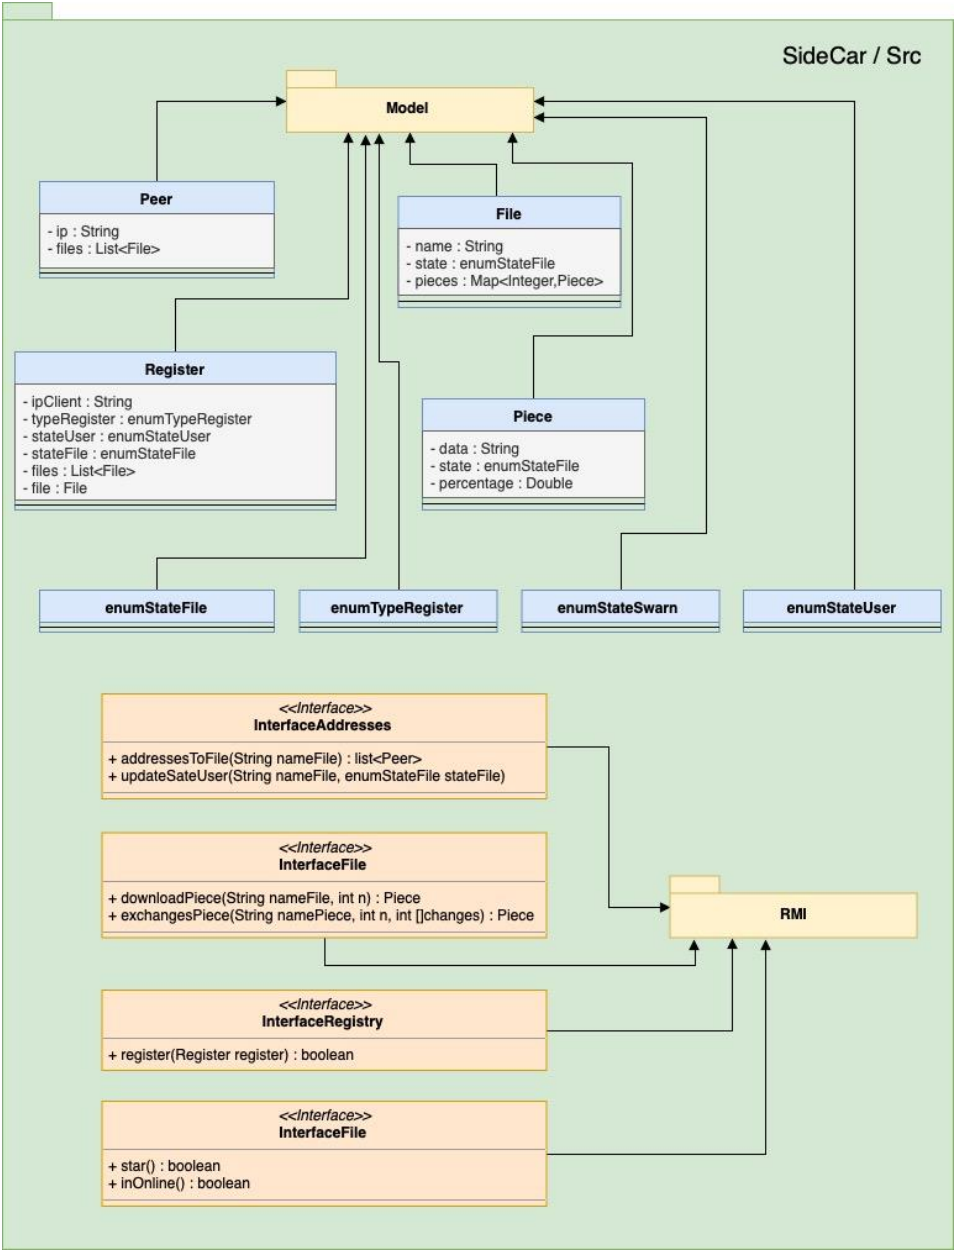 SideCar / Src
Model
Peer
- ip : String
- files : List<File>
File
- name : String
- state : enumStateFile
- pieces : Map<Integer,Piece>
Register
- ipClient : String
- typeRegister : enumTypeRegister
- stateUser : enumStateUser
- stateFile : enumStateFile
- files : List<File>
- file : File
Piece
- data : String
- state : enumStateFile
- percentage : Double
enumStateFile
enumTypeRegister
enumStateSwarn
enumStateUser
<<Interface>>
InterfaceAddresses
+ addressesToFile(String nameFile) : list<Peer>
+ updateSateUser(String nameFile, enumStateFile stateFile)
<<Interface>>
InterfaceFile
+ downloadPiece(String nameFile, int n) : Piece
+ exchangesPiece(String namePiece, int n, int []changes) : Piece
RMI
<<Interface>>
InterfaceRegistry
+ register(Register register) : boolean
<<Interface>>
InterfaceFile
+ star() : boolean
+ inOnline() : boolean